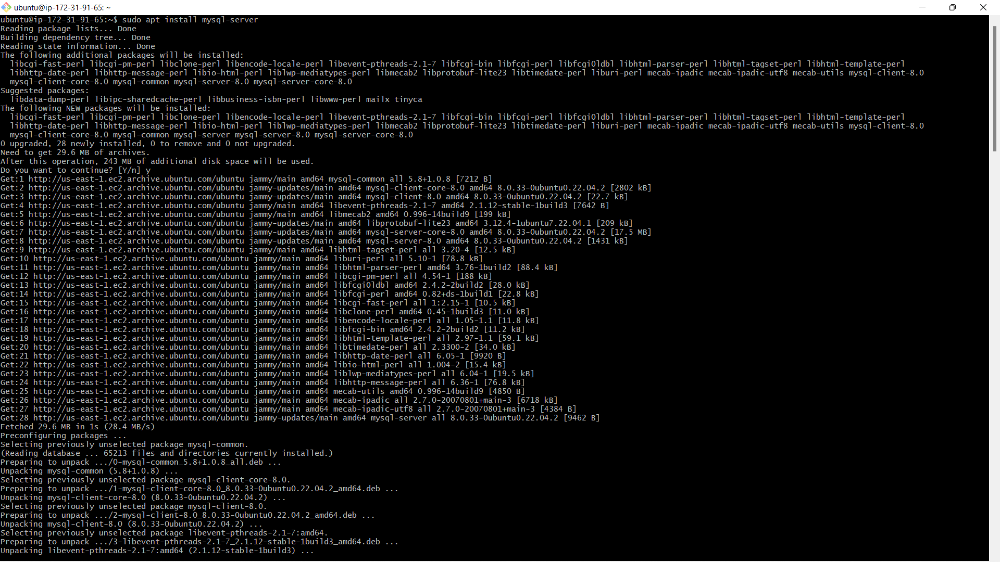 ubuntu@ip-172-31-91-65: ~
ubuntu@ip-172-31-91-65:~$ sudo apt install mysql-server
Reading package lists... Done
Building dependency tree... Done
Reading state information... Done
The following additional packages will be installed:
  libcgi-fast-perl libcgi-pm-perl libclone-perl libencode-locale-perl libevent-pthreads-2.1-7 libfcgi-bin libfcgi-perl libfcgi0ldbl libhtml-parser-perl libhtml-tagset-perl libhtml-template-perl
  libhttp-date-perl libhttp-message-perl libio-html-perl liblwp-mediatypes-perl libmecab2 libprotobuf-lite23 libtimedate-perl liburi-perl mecab-ipadic mecab-ipadic-utf8 mecab-utils mysql-client-8.0
  mysql-client-core-8.0 mysql-common mysql-server-8.0 mysql-server-core-8.0
Suggested packages:
  libdata-dump-perl libipc-sharedcache-perl libbusiness-isbn-perl libwww-perl mailx tinyca
The following NEW packages will be installed:
  libcgi-fast-perl libcgi-pm-perl libclone-perl libencode-locale-perl libevent-pthreads-2.1-7 libfcgi-bin libfcgi-perl libfcgi0ldbl libhtml-parser-perl libhtml-tagset-perl libhtml-template-perl
  libhttp-date-perl libhttp-message-perl libio-html-perl liblwp-mediatypes-perl libmecab2 libprotobuf-lite23 libtimedate-perl liburi-perl mecab-ipadic mecab-ipadic-utf8 mecab-utils mysql-client-8.0
  mysql-client-core-8.0 mysql-common mysql-server mysql-server-8.0 mysql-server-core-8.0
0 upgraded, 28 newly installed, 0 to remove and 0 not upgraded.
Need to get 29.6 MB of archives.
After this operation, 243 MB of additional disk space will be used.
Do you want to continue? [Y/n] y
Get:1 http://us-east-1.ec2.archive.ubuntu.com/ubuntu jammy/main amd64 mysql-common all 5.8+1.0.8 [7212 B]
Get:2 http://us-east-1.ec2.archive.ubuntu.com/ubuntu jammy-updates/main amd64 mysql-client-core-8.0 amd64 8.0.33-0ubuntu0.22.04.2 [2802 kB]
Get:3 http://us-east-1.ec2.archive.ubuntu.com/ubuntu jammy-updates/main amd64 mysql-client-8.0 amd64 8.0.33-0ubuntu0.22.04.2 [22.7 kB]
Get:4 http://us-east-1.ec2.archive.ubuntu.com/ubuntu jammy/main amd64 libevent-pthreads-2.1-7 amd64 2.1.12-stable-1build3 [7642 B]
Get:5 http://us-east-1.ec2.archive.ubuntu.com/ubuntu jammy/main amd64 libmecab2 amd64 0.996-14build9 [199 kB]
Get:6 http://us-east-1.ec2.archive.ubuntu.com/ubuntu jammy-updates/main amd64 libprotobuf-lite23 amd64 3.12.4-1ubuntu7.22.04.1 [209 kB]
Get:7 http://us-east-1.ec2.archive.ubuntu.com/ubuntu jammy-updates/main amd64 mysql-server-core-8.0 amd64 8.0.33-0ubuntu0.22.04.2 [17.5 MB]
Get:8 http://us-east-1.ec2.archive.ubuntu.com/ubuntu jammy-updates/main amd64 mysql-server-8.0 amd64 8.0.33-0ubuntu0.22.04.2 [1431 kB]
Get:9 http://us-east-1.ec2.archive.ubuntu.com/ubuntu jammy/main amd64 libhtml-tagset-perl all 3.20-4 [12.5 kB]
Get:10 http://us-east-1.ec2.archive.ubuntu.com/ubuntu jammy/main amd64 liburi-perl all 5.10-1 [78.8 kB]
Get:11 http://us-east-1.ec2.archive.ubuntu.com/ubuntu jammy/main amd64 libhtml-parser-perl amd64 3.76-1build2 [88.4 kB]
Get:12 http://us-east-1.ec2.archive.ubuntu.com/ubuntu jammy/main amd64 libcgi-pm-perl all 4.54-1 [188 kB]
Get:13 http://us-east-1.ec2.archive.ubuntu.com/ubuntu jammy/main amd64 libfcgi0ldbl amd64 2.4.2-2build2 [28.0 kB]
Get:14 http://us-east-1.ec2.archive.ubuntu.com/ubuntu jammy/main amd64 libfcgi-perl amd64 0.82+ds-1build1 [22.8 kB]
Get:15 http://us-east-1.ec2.archive.ubuntu.com/ubuntu jammy/main amd64 libcgi-fast-perl all 1:2.15-1 [10.5 kB]
Get:16 http://us-east-1.ec2.archive.ubuntu.com/ubuntu jammy/main amd64 libclone-perl amd64 0.45-1build3 [11.0 kB]
Get:17 http://us-east-1.ec2.archive.ubuntu.com/ubuntu jammy/main amd64 libencode-locale-perl all 1.05-1.1 [11.8 kB]
Get:18 http://us-east-1.ec2.archive.ubuntu.com/ubuntu jammy/main amd64 libfcgi-bin amd64 2.4.2-2build2 [11.2 kB]
Get:19 http://us-east-1.ec2.archive.ubuntu.com/ubuntu jammy/main amd64 libhtml-template-perl all 2.97-1.1 [59.1 kB]
Get:20 http://us-east-1.ec2.archive.ubuntu.com/ubuntu jammy/main amd64 libtimedate-perl all 2.3300-2 [34.0 kB]
Get:21 http://us-east-1.ec2.archive.ubuntu.com/ubuntu jammy/main amd64 libhttp-date-perl all 6.05-1 [9920 B]
Get:22 http://us-east-1.ec2.archive.ubuntu.com/ubuntu jammy/main amd64 libio-html-perl all 1.004-2 [15.4 kB]
Get:23 http://us-east-1.ec2.archive.ubuntu.com/ubuntu jammy/main amd64 liblwp-mediatypes-perl all 6.04-1 [19.5 kB]
Get:24 http://us-east-1.ec2.archive.ubuntu.com/ubuntu jammy/main amd64 libhttp-message-perl all 6.36-1 [76.8 kB]
Get:25 http://us-east-1.ec2.archive.ubuntu.com/ubuntu jammy/main amd64 mecab-utils amd64 0.996-14build9 [4850 B]
Get:26 http://us-east-1.ec2.archive.ubuntu.com/ubuntu jammy/main amd64 mecab-ipadic all 2.7.0-20070801+main-3 [6718 kB]
Get:27 http://us-east-1.ec2.archive.ubuntu.com/ubuntu jammy/main amd64 mecab-ipadic-utf8 all 2.7.0-20070801+main-3 [4384 B]
Get:28 http://us-east-1.ec2.archive.ubuntu.com/ubuntu jammy-updates/main amd64 mysql-server all 8.0.33-0ubuntu0.22.04.2 [9462 B]
Fetched 29.6 MB in 1s (28.4 MB/s)
Preconfiguring packages ...
Selecting previously unselected package mysql-common.
(Reading database ... 65213 files and directories currently installed.)
Preparing to unpack .../0-mysql-common_5.8+1.0.8_all.deb ...
Unpacking mysql-common (5.8+1.0.8) ...
Selecting previously unselected package mysql-client-core-8.0.
Preparing to unpack .../1-mysql-client-core-8.0_8.0.33-0ubuntu0.22.04.2_amd64.deb ...
Unpacking mysql-client-core-8.0 (8.0.33-0ubuntu0.22.04.2) ...
Selecting previously unselected package mysql-client-8.0.
Preparing to unpack .../2-mysql-client-8.0_8.0.33-0ubuntu0.22.04.2_amd64.deb ...
Unpacking mysql-client-8.0 (8.0.33-0ubuntu0.22.04.2) ...
Selecting previously unselected package libevent-pthreads-2.1-7:amd64.
Preparing to unpack .../3-libevent-pthreads-2.1-7_2.1.12-stable-1build3_amd64.deb ...
Unpacking libevent-pthreads-2.1-7:amd64 (2.1.12-stable-1build3) ...